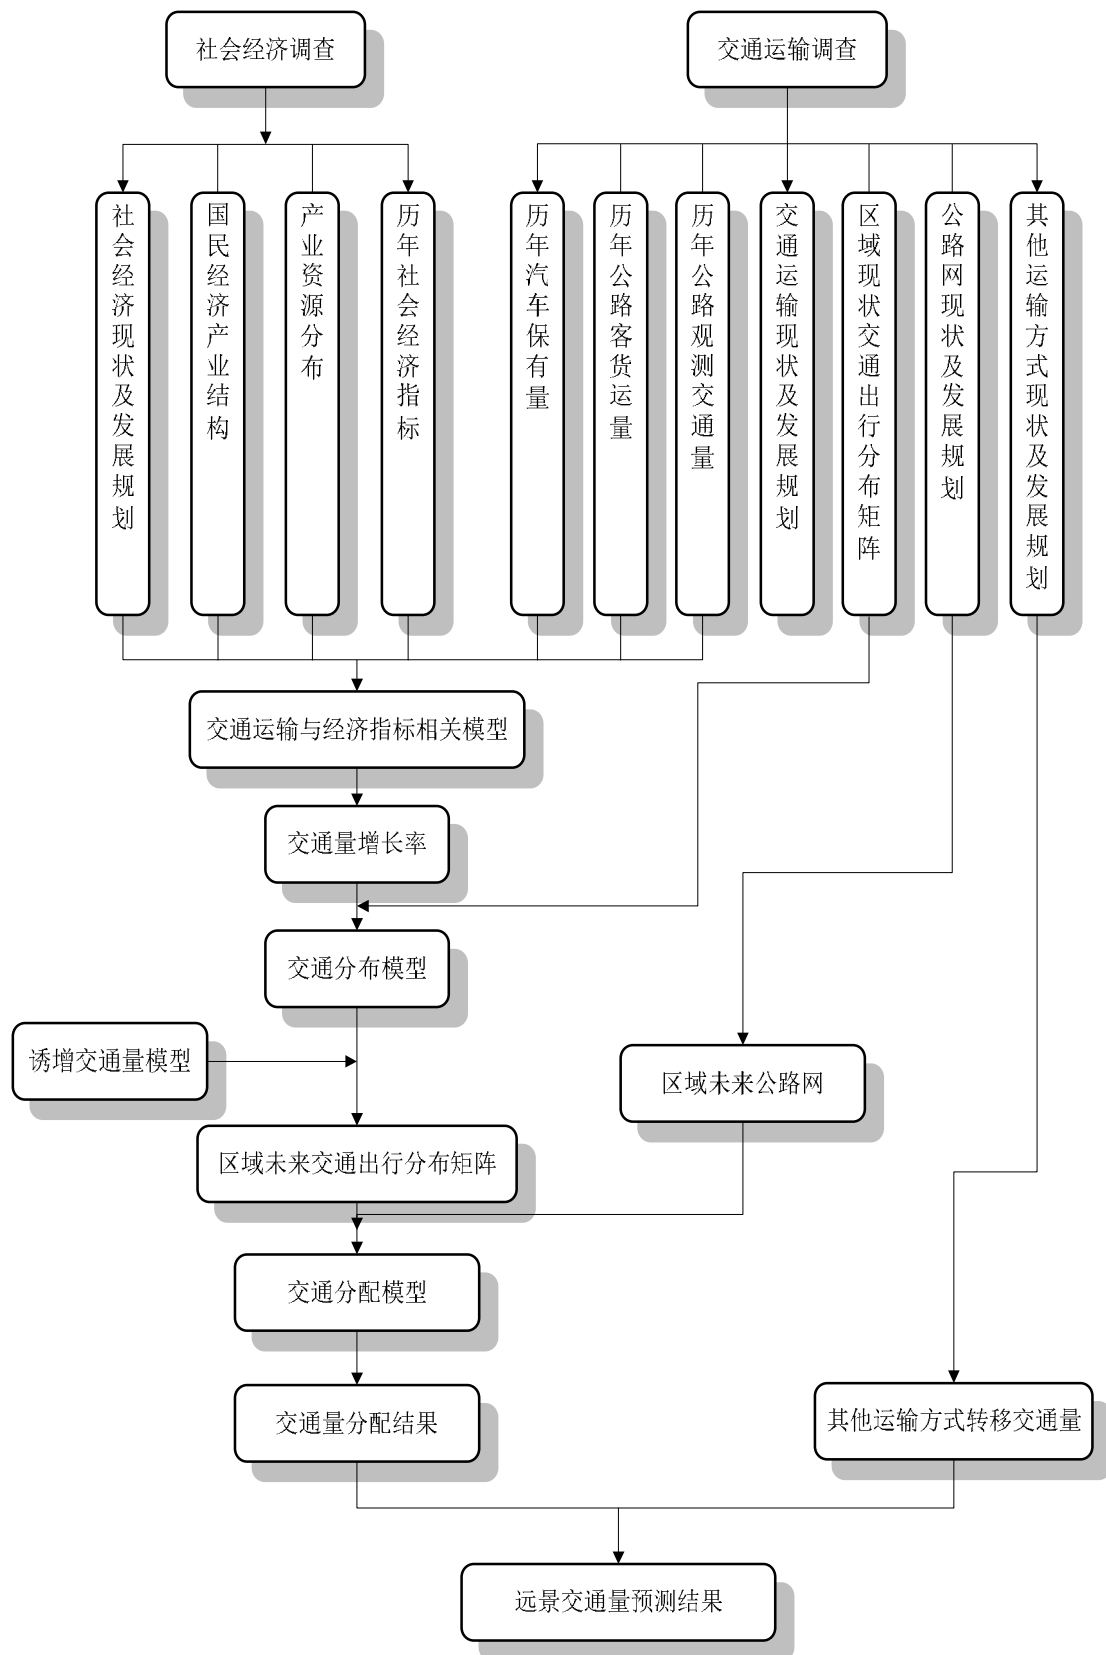 社会经济调查
交通运输调查
社会经济现状及发展规划
国民经济产业结构
产业资源分布
历年社会经济指标
历年汽车保有量
历年公路客货运量
历年公路观测交通量
交通运输现状及发展规划
区域现状交通出行分布矩阵
公路网现状及发展规划
其他运输方式现状及发展规划
交通运输与经济指标相关模型
交通量增长率
交通分布模型
诱增交通量模型
区域未来公路网
区域未来交通出行分布矩阵
交通分配模型
交通量分配结果
其他运输方式转移交通量
远景交通量预测结果